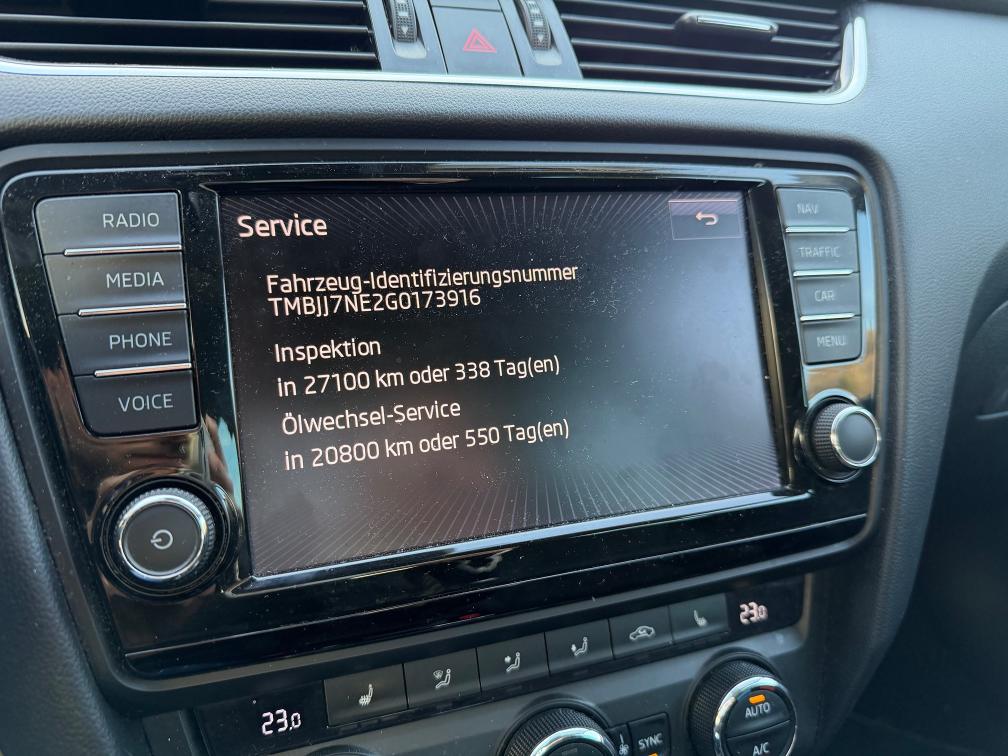 RADIO
MEDIA
PHONE
VOICE
Service
Fahrzeug-Identifizierungsnummer
TMBJJ7NE2G0173916
Inspektion
in 27100 km oder 338 Tag(en)
Ölwechsel-Service
in 20800 km oder 550 Tag(en)
NAV
TRAFFIC
CAR
MENU
23.0
23.0
SYNC
AUTO
A/C